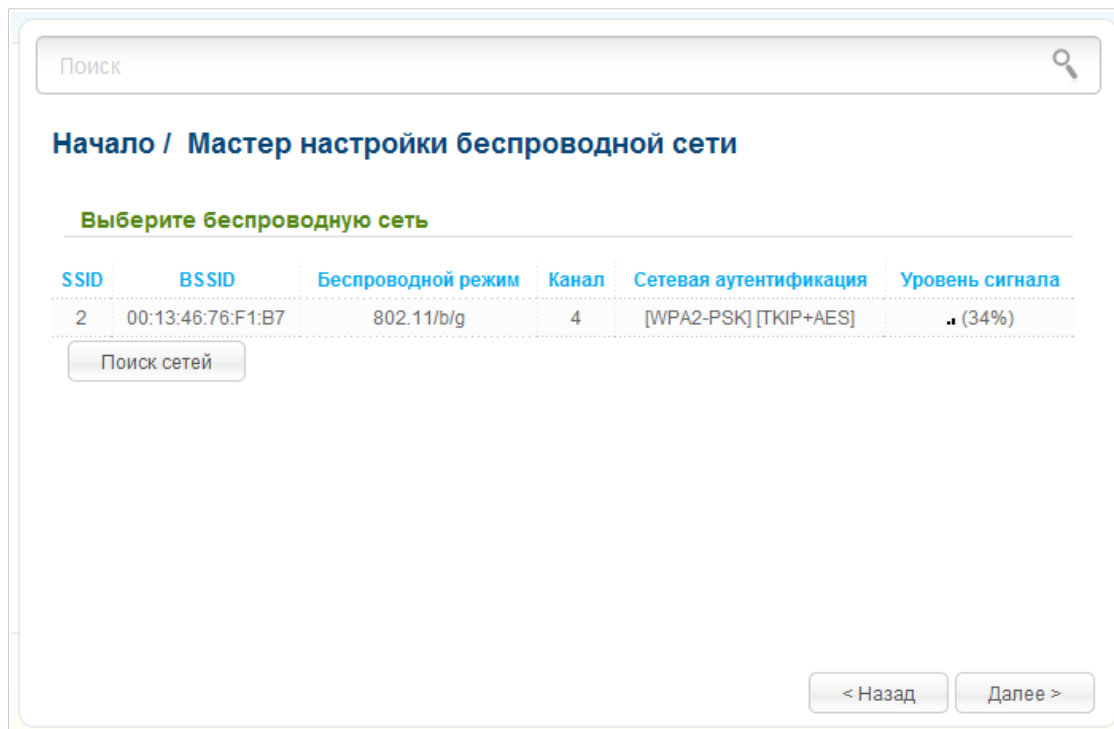 Поиск
Начало / Мастер настройки беспроводной сети
Выберите беспроводную сеть
SSID BSSID Беспроводной режим Канал Сетевая аутентификация Уровень сигнала
2 00:13:46:76:F1:B7 802.11/b/g 4 [WPA2-PSK] [TKIP+AES] (34%)
Поиск сетей
< Назад Далее >